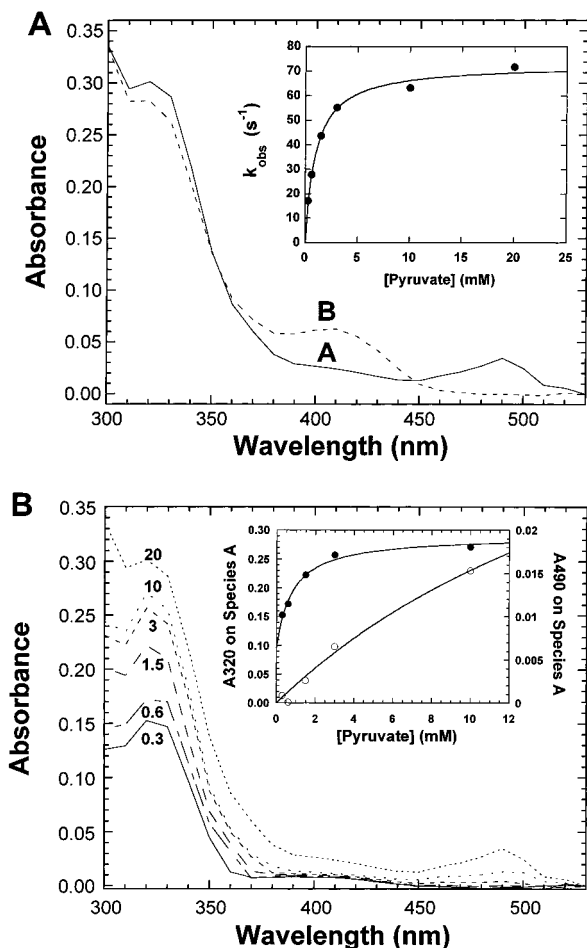 A
Absorbance
0.35
0.30
0.25
0.20
0.15
0.10
0.05
0.00
300 350 400 450 500
Wavelength (nm)
B
A
k_obs (s⁻¹)
80
70
60
50
40
30
20
10
0
0 5 10 15 20 25
[Pyruvate] (mM)
B
Absorbance
0.35
0.30
0.25
0.20
0.15
0.10
0.05
0.00
300 350 400 450 500
Wavelength (nm)
20
10
3
1.5
0.6
0.3
A320 on Species A
0.30
0.25
0.20
0.15
0.10
0.05
0.00
0 2 4 6 8 10 12
[Pyruvate] (mM)
0.02
0.015
0.01
0.005
0
A490 on Species A